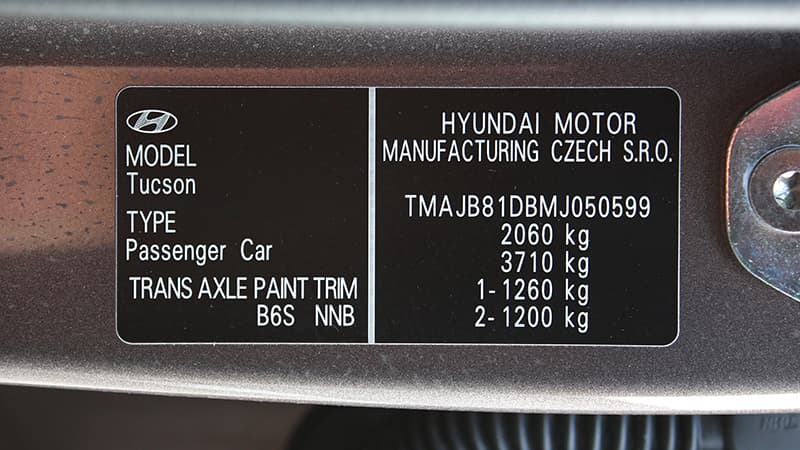 MODEL
Tucson
TYPE
Passenger Car
TRANS AXLE PAINT TRIM
B6S NNB
HYUNDAI MOTOR
MANUFACTURING CZECH S.R.O.
TMAJB81DBMJ050599
2060 kg
3710 kg
1-1260 kg
2-1200 kg